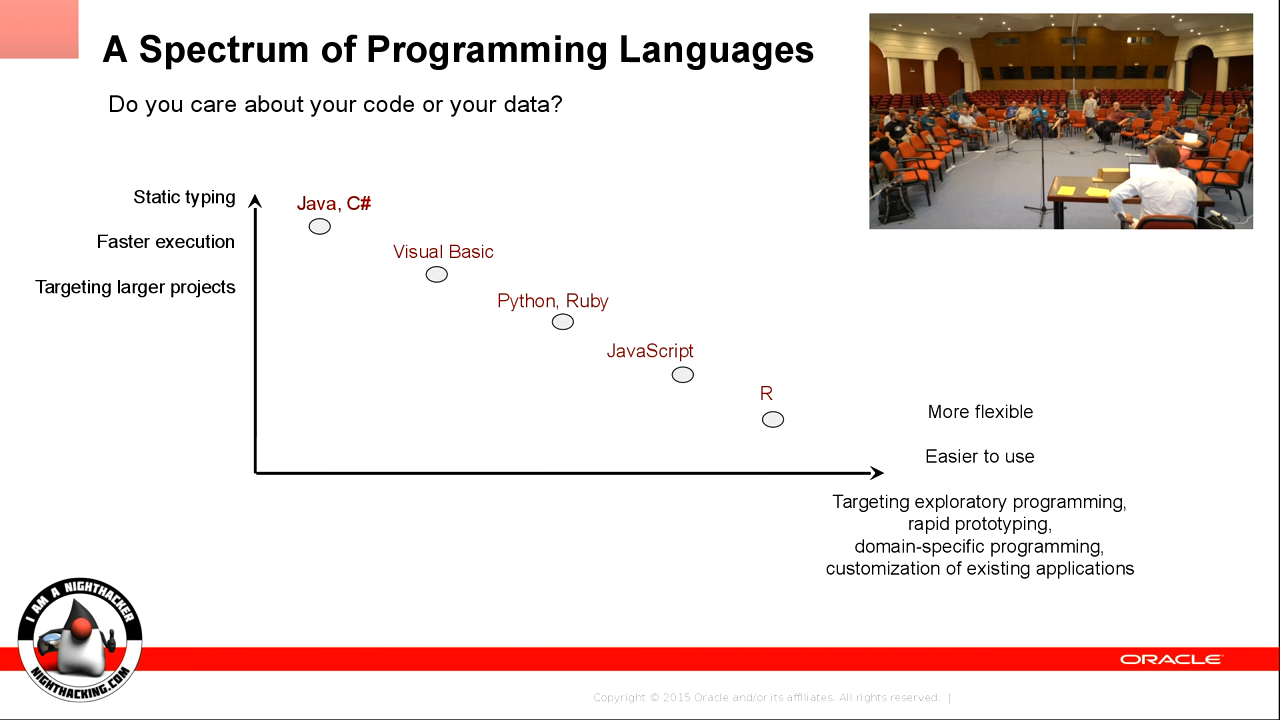 A Spectrum of Programming Languages
Do you care about your code or your data?
Static typing
Faster execution
Targeting larger projects
Java, C#
Visual Basic
Python, Ruby
JavaScript
R
More flexible
Easier to use
Targeting exploratory programming,
rapid prototyping,
domain-specific programming,
customization of existing applications
I AM A NIGHTHACKER
NIGHTHACKING.COM
ORACLE
Copyright © 2015 Oracle and/or its affiliates. All rights reserved. |